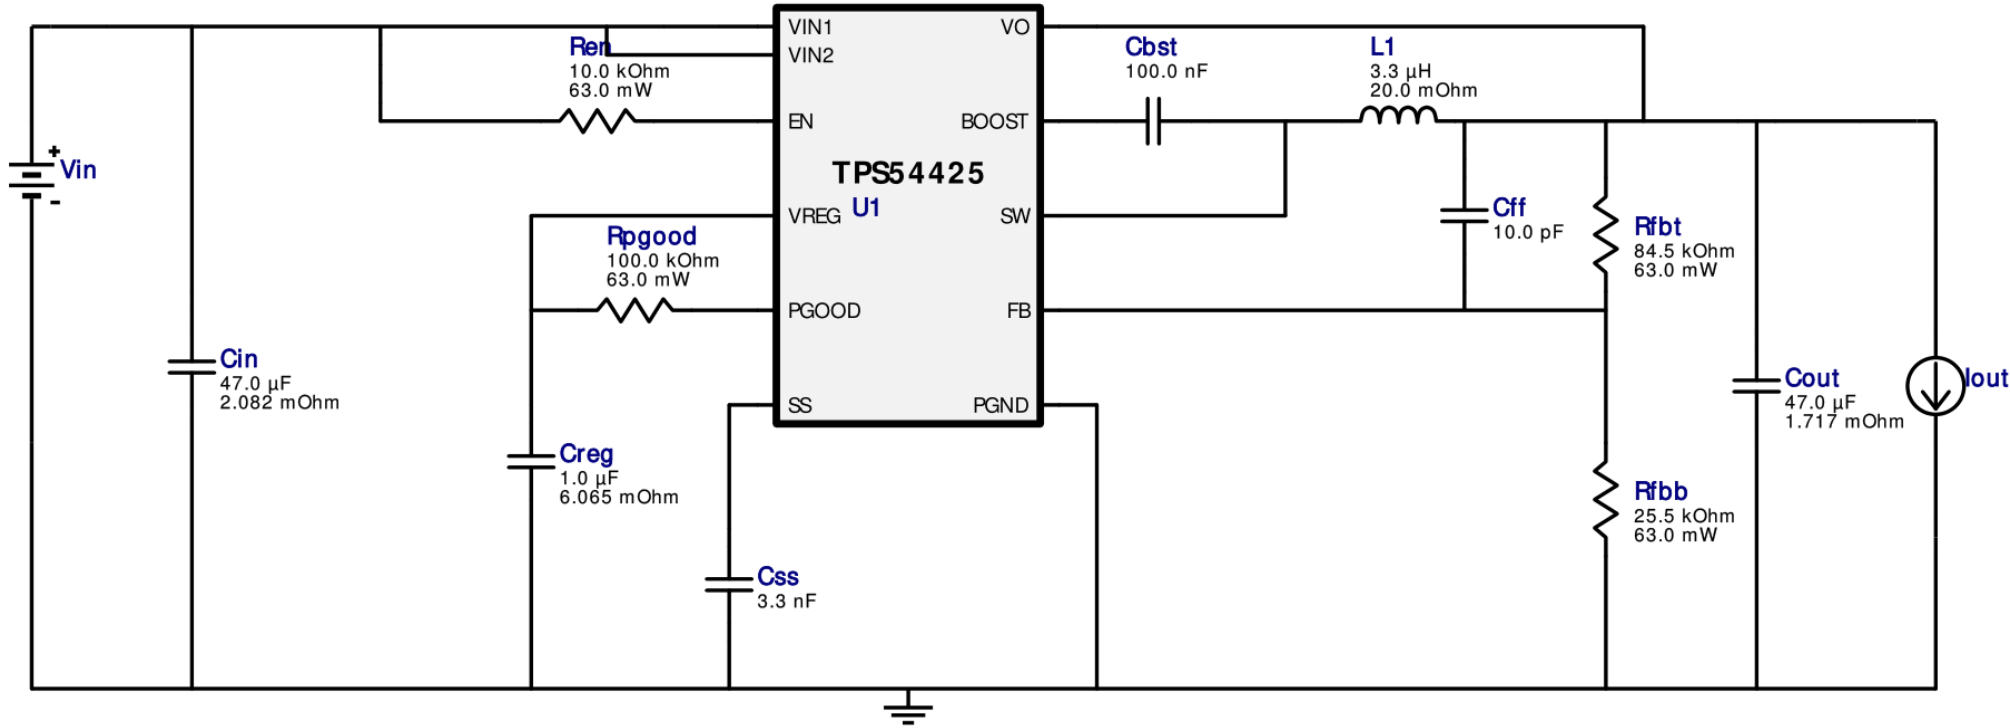 VIN1
VIN2
EN
VREG
PGOOD
SS
VO
BOOST
SW
FB
PGND
TPS54425
U1
Ren
10.0 kOhm
63.0 mW
Cbst
100.0 nF
L1
3.3 µH
20.0 mOhm
+
Vin
-
Rpgood
100.0 kOhm
63.0 mW
Cff
10.0 pF
Rfbt
84.5 kOhm
63.0 mW
Cin
47.0 µF
2.082 mOhm
Cout
47.0 µF
1.717 mOhm
Iout
Creg
1.0 µF
6.065 mOhm
Rfbb
25.5 kOhm
63.0 mW
Css
3.3 nF